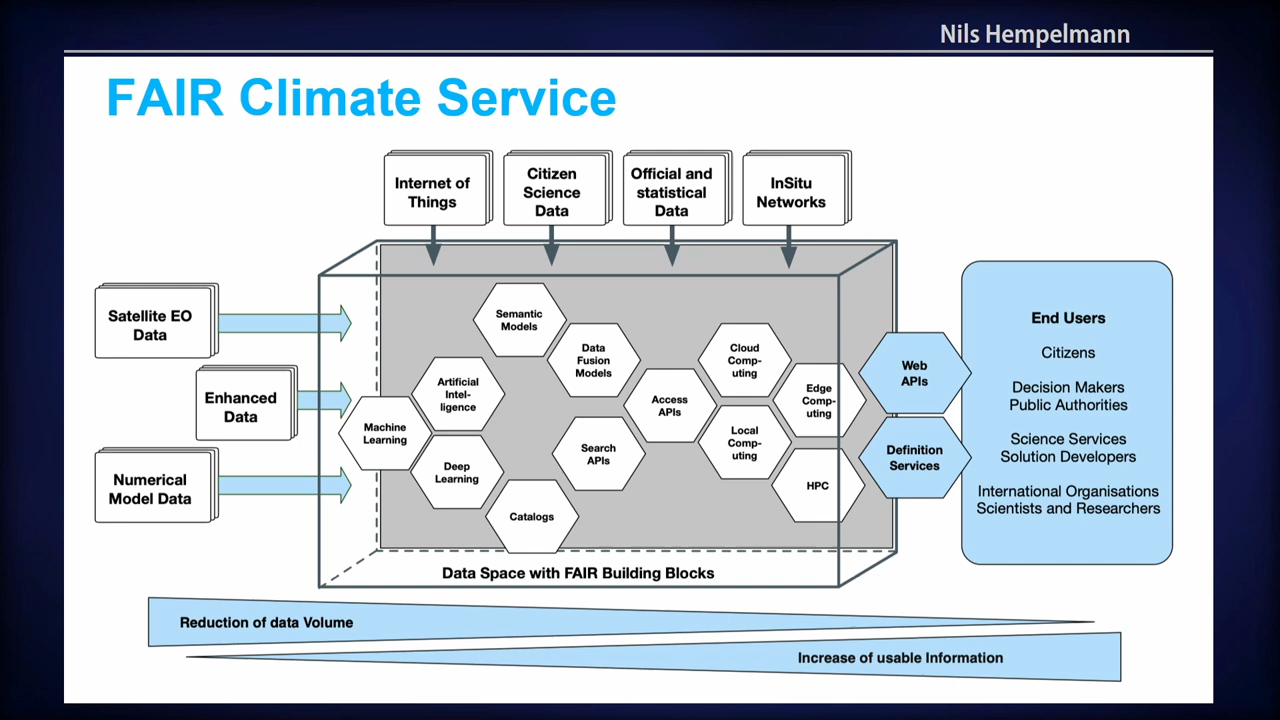 Nils Hempelmann
FAIR Climate Service
Internet of
Things
Citizen
Science
Data
Official and
statistical
Data
InSitu
Networks
Satellite EO
Data
Enhanced
Data
Numerical
Model Data
Semantic
Models
Data
Fusion
Models
Artificial
Intel-
ligence
Machine
Learning
Deep
Learning
Search
APIs
Catalogs
Access
APIs
Cloud
Comp-
uting
Edge
Comp-
uting
Local
Comp-
uting
HPC
Web
APIs
Definition
Services
End Users
Citizens
Decision Makers
Public Authorities
Science Services
Solution Developers
International Organisations
Scientists and Researchers
Data Space with FAIR Building Blocks
Reduction of data Volume
Increase of usable Information